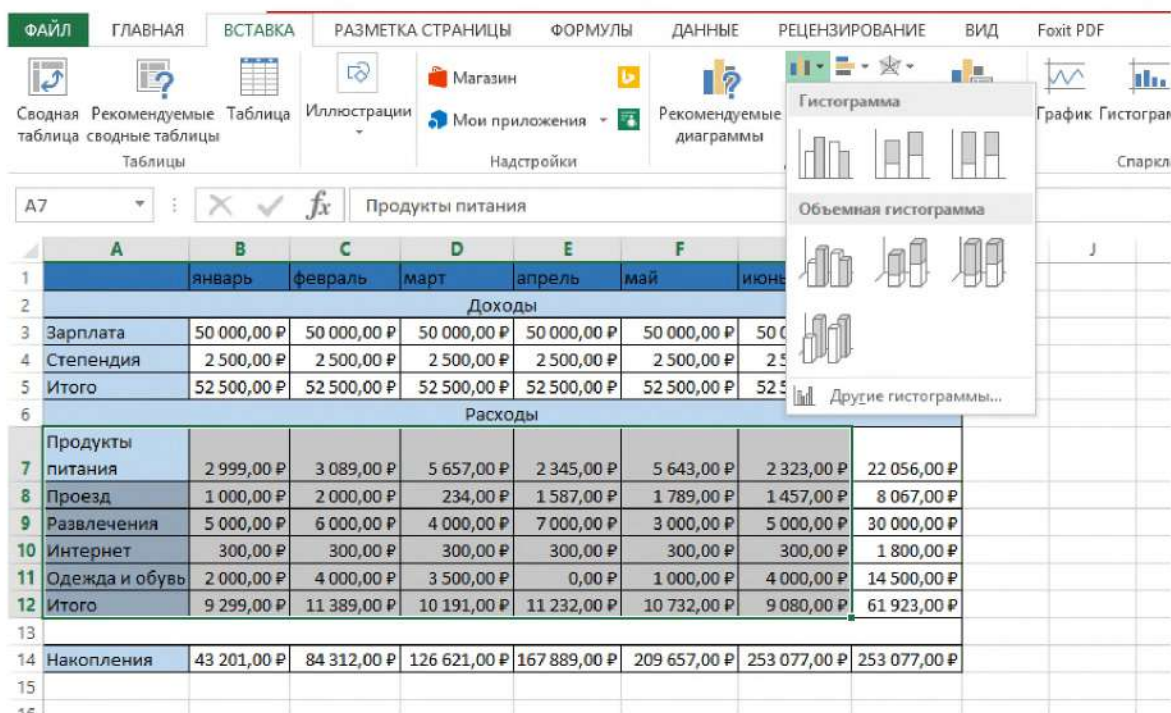 ФАЙЛ ГЛАВНАЯ ВСТАВКА РАЗМЕТКА СТРАНИЦЫ ФОРМУЛЫ ДАННЫЕ РЕЦЕНЗИРОВАНИЕ ВИД Foxit PDF
Сводная таблица
Рекомендуемые сводные таблицы
Таблица
Таблицы
Иллюстрации
Магазин
Мои приложения
Надстройки
Рекомендуемые диаграммы
График Гистограм
Спаркл
Гистограмма
Объемная гистограмма
Другие гистограммы...
A7 fx Продукты питания
A B C D E F J
1 январь февраль март апрель май июнь
2 Доходы
3 Зарплата 50 000,00 ₽ 50 000,00 ₽ 50 000,00 ₽ 50 000,00 ₽ 50 000,00 ₽ 50
4 Степендия 2 500,00 ₽ 2 500,00 ₽ 2 500,00 ₽ 2 500,00 ₽ 2 500,00 ₽ 2 5
5 Итого 52 500,00 ₽ 52 500,00 ₽ 52 500,00 ₽ 52 500,00 ₽ 52 500,00 ₽ 52 5
6 Расходы
Продукты
7 питания 2 999,00 ₽ 3 089,00 ₽ 5 657,00 ₽ 2 345,00 ₽ 5 643,00 ₽ 2 323,00 ₽ 22 056,00 ₽
8 Проезд 1 000,00 ₽ 2 000,00 ₽ 234,00 ₽ 1 587,00 ₽ 1 789,00 ₽ 1 457,00 ₽ 8 067,00 ₽
9 Развлечения 5 000,00 ₽ 6 000,00 ₽ 4 000,00 ₽ 7 000,00 ₽ 3 000,00 ₽ 5 000,00 ₽ 30 000,00 ₽
10 Интернет 300,00 ₽ 300,00 ₽ 300,00 ₽ 300,00 ₽ 300,00 ₽ 300,00 ₽ 1 800,00 ₽
11 Одежда и обувь 2 000,00 ₽ 4 000,00 ₽ 3 500,00 ₽ 0,00 ₽ 1 000,00 ₽ 4 000,00 ₽ 14 500,00 ₽
12 Итого 9 299,00 ₽ 11 389,00 ₽ 10 191,00 ₽ 11 232,00 ₽ 10 732,00 ₽ 9 080,00 ₽ 61 923,00 ₽
13
14 Накопления 43 201,00 ₽ 84 312,00 ₽ 126 621,00 ₽ 167 889,00 ₽ 209 657,00 ₽ 253 077,00 ₽ 253 077,00 ₽
15